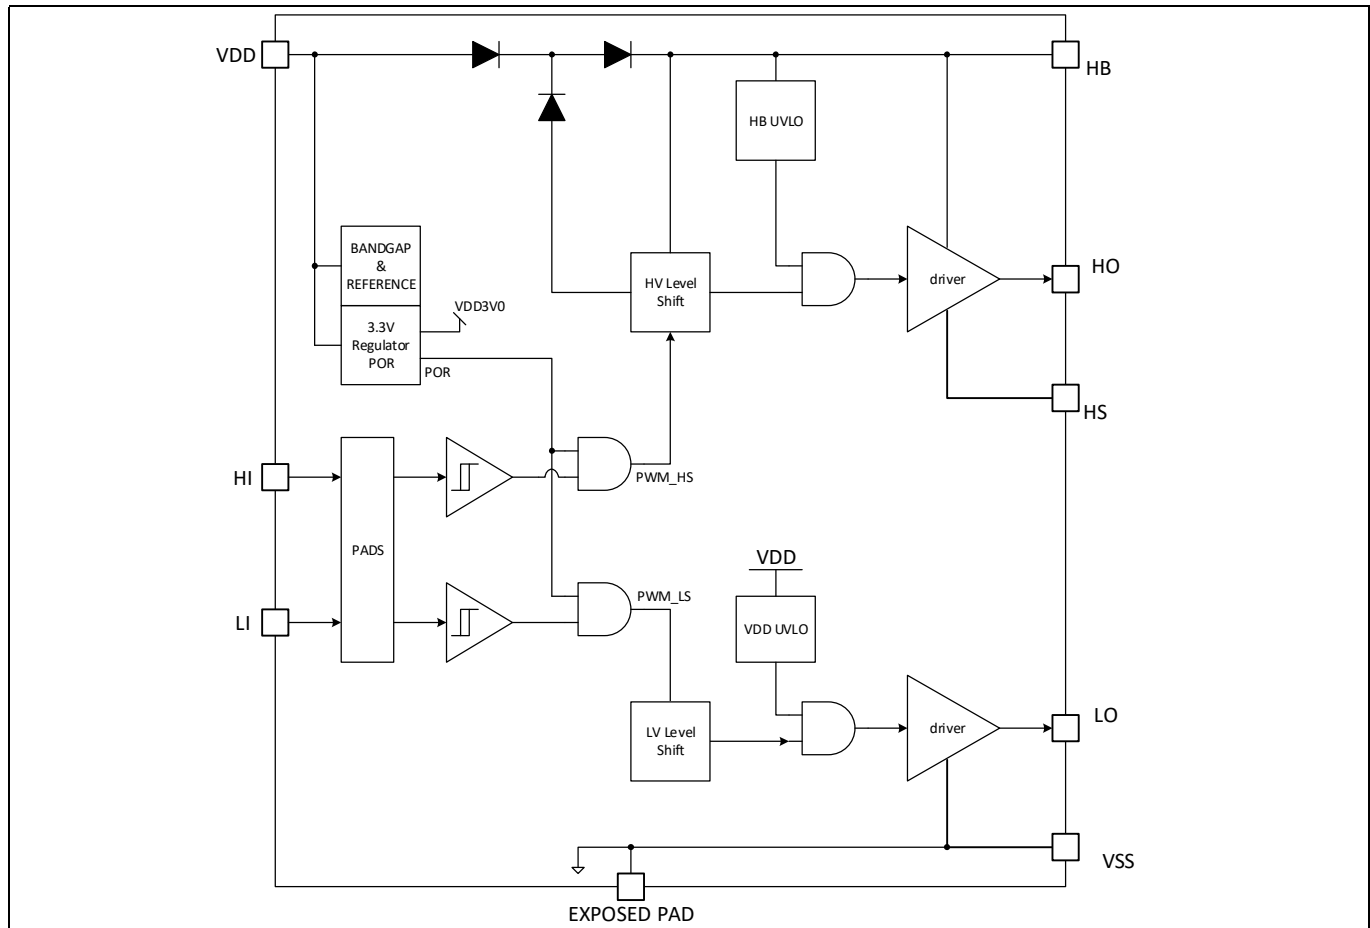 VDD
HB
HB UVLO
BANDGAP
&
REFERENCE
HV Level
Shift
driver
HO
VDD3V0
3.3V
Regulator
POR
POR
HS
HI
PWM_HS
PADS
VDD
LI
PWM_LS
VDD UVLO
LV Level
Shift
driver
LO
VSS
EXPOSED PAD